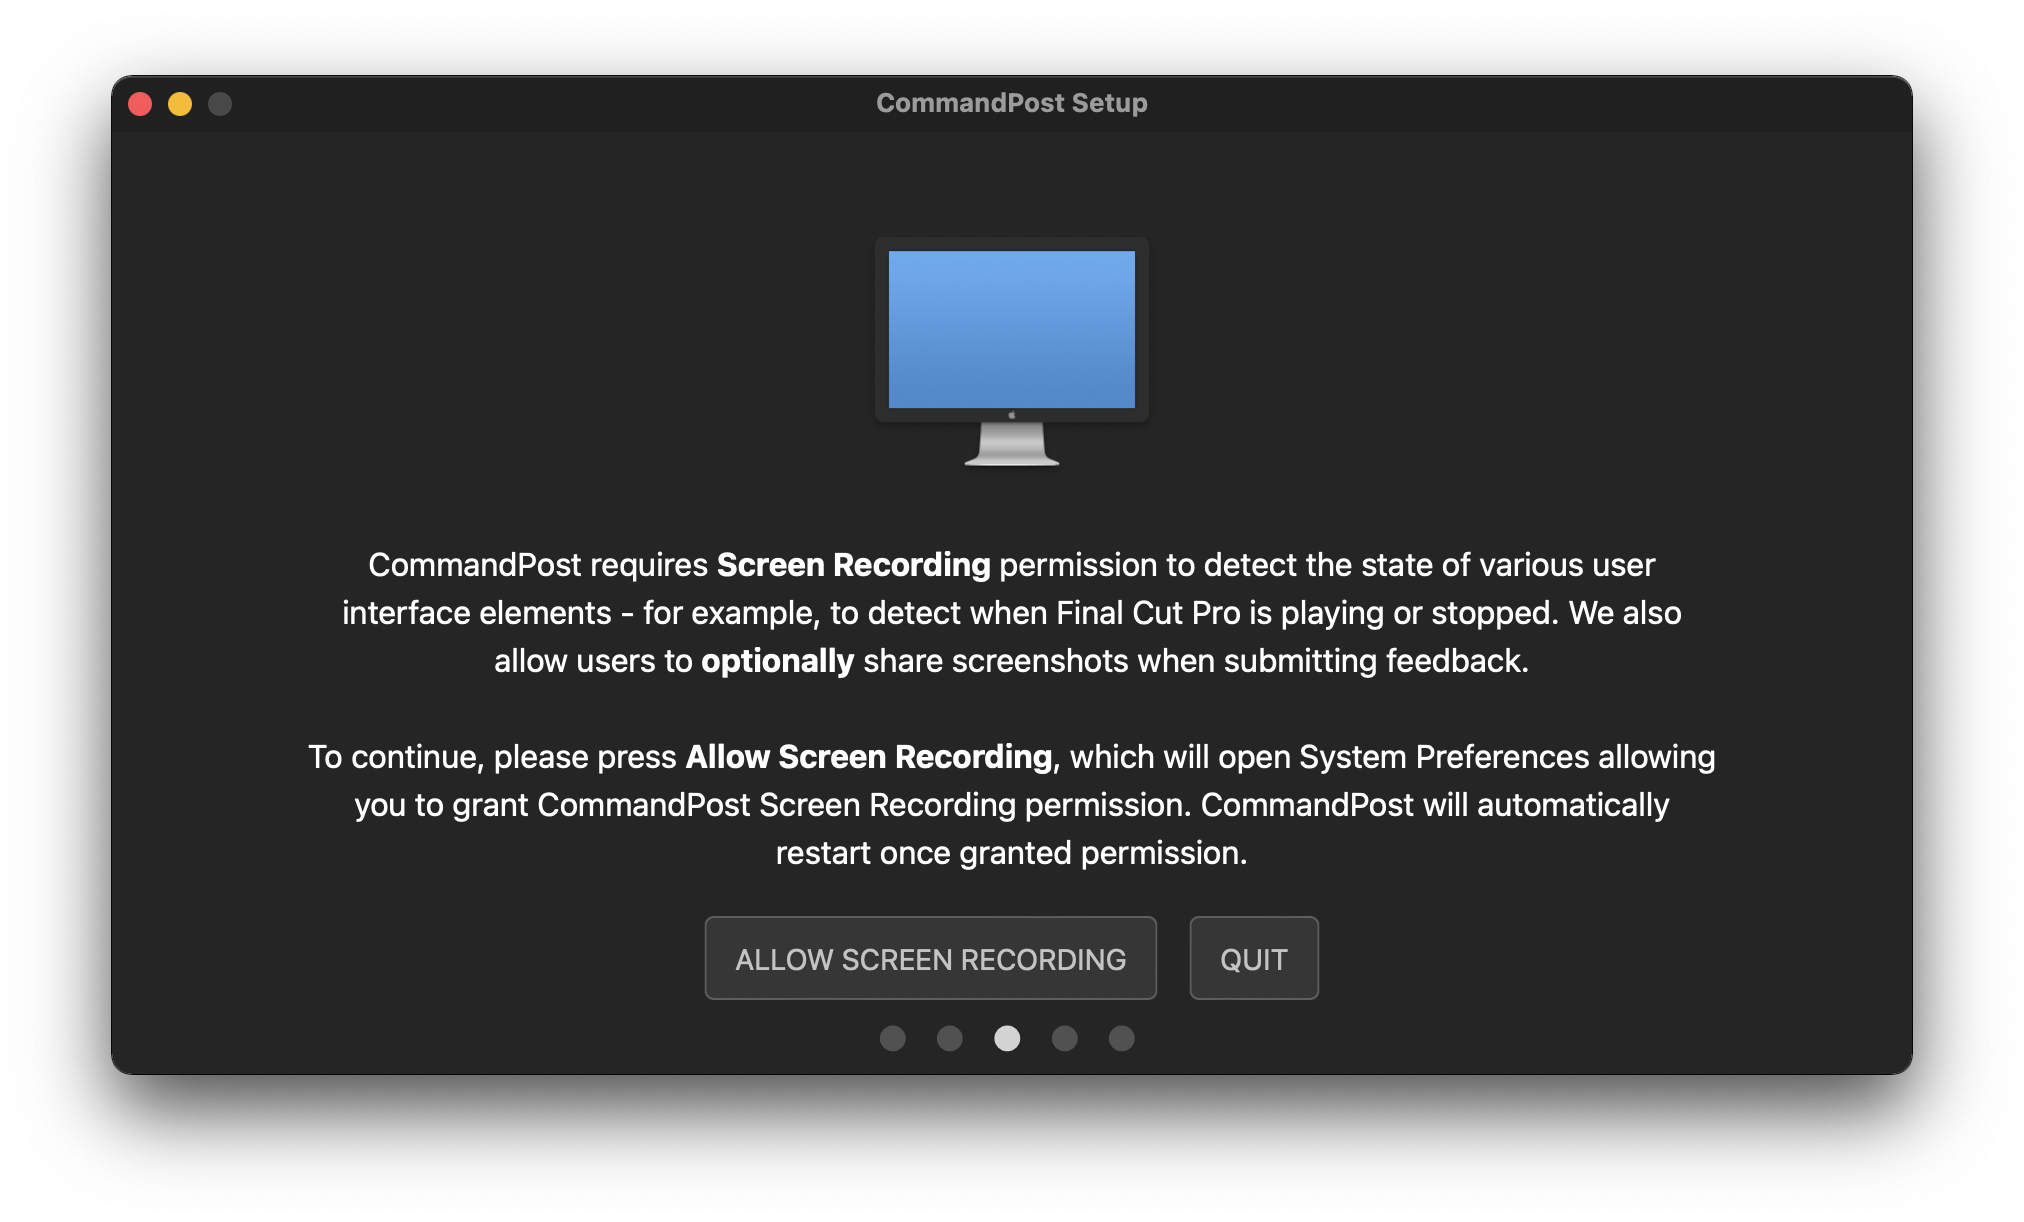 CommandPost Setup
CommandPost requires Screen Recording permission to detect the state of various user
interface elements - for example, to detect when Final Cut Pro is playing or stopped. We also
allow users to optionally share screenshots when submitting feedback.
To continue, please press Allow Screen Recording, which will open System Preferences allowing
you to grant CommandPost Screen Recording permission. CommandPost will automatically
restart once granted permission.
ALLOW SCREEN RECORDING QUIT